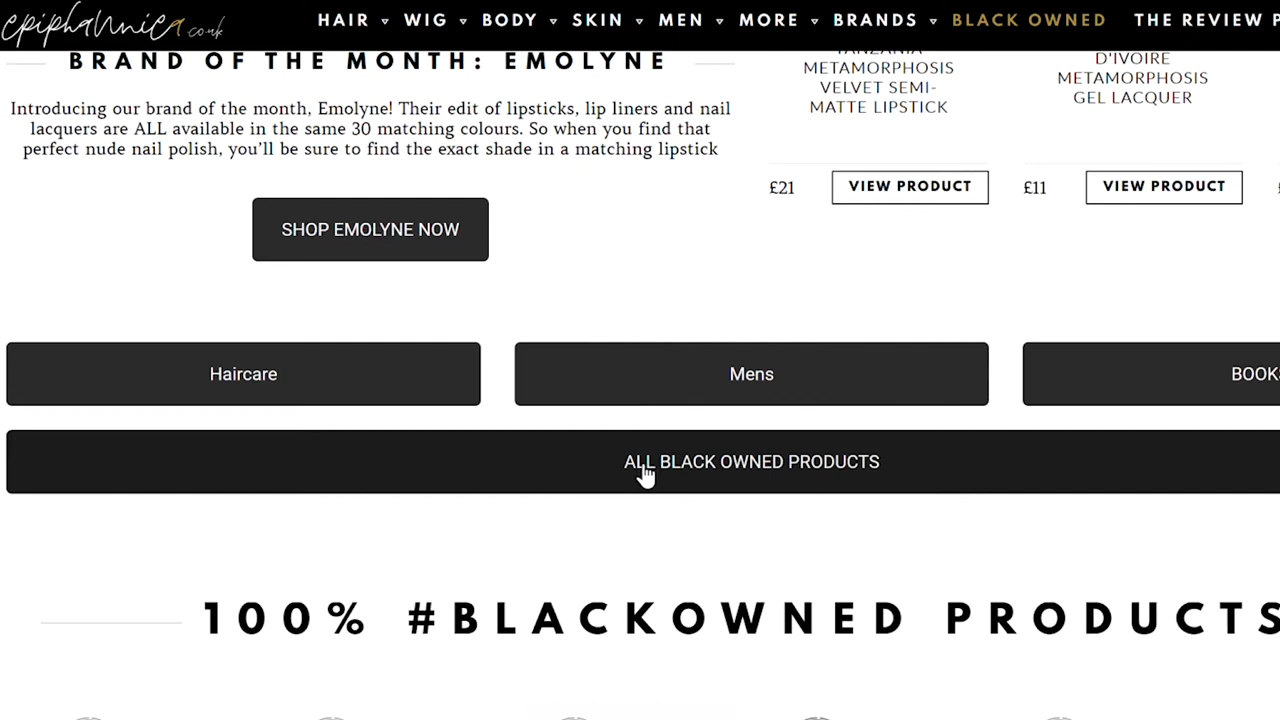 epiphannica.co.uk
HAIR WIG BODY SKIN MEN MORE BRANDS BLACK OWNED THE REVIEW
BRAND OF THE MONTH: EMOLYNE
Introducing our brand of the month, Emolyne! Their edit of lipsticks, lip liners and nail
lacquers are ALL available in the same 30 matching colours. So when you find that
perfect nude nail polish, you'll be sure to find the exact shade in a matching lipstick
SHOP EMOLYNE NOW
TANZANIA
METAMORPHOSIS
VELVET SEMI-
MATTE LIPSTICK
£21 VIEW PRODUCT
D'IVOIRE
METAMORPHOSIS
GEL LACQUER
£11 VIEW PRODUCT
Haircare
Mens
BOOKS
ALL BLACK OWNED PRODUCTS
100% #BLACKOWNED PRODUCTS